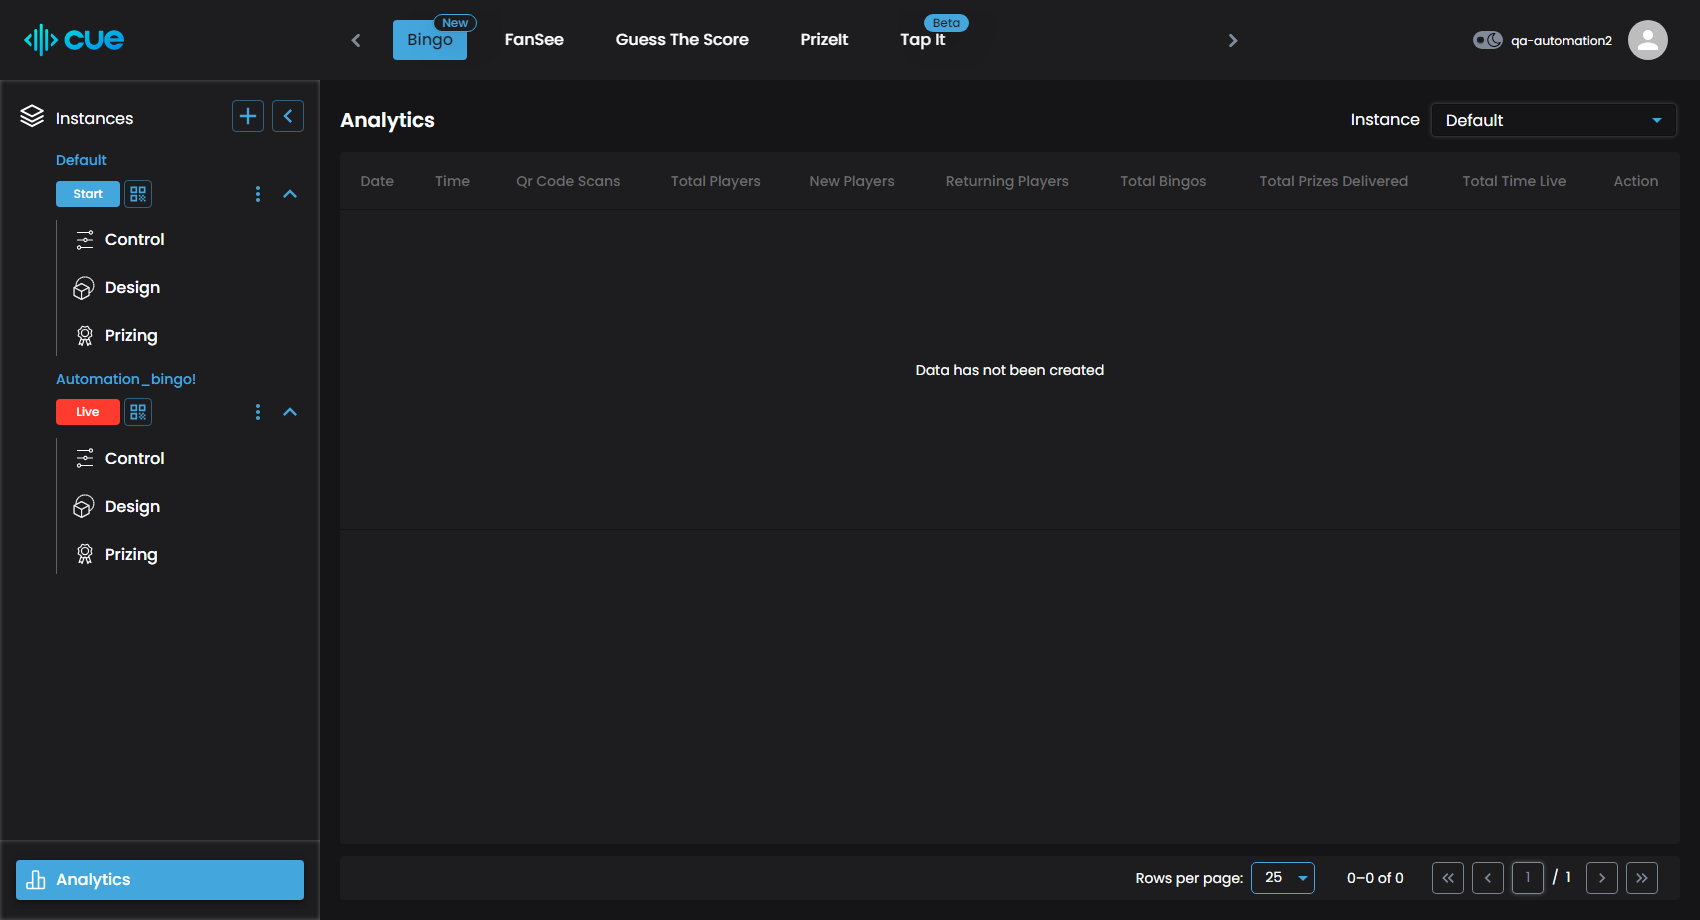 cue
Bingo
New
FanSee
Guess The Score
PrizeIt
Tap It
Beta
qa-automation2
Instances
Default
Start
Control
Design
Prizing
Automation_bingo!
Live
Control
Design
Prizing
Analytics
Analytics
Instance
Default
Date Time Qr Code Scans Total Players New Players Returning Players Total Bingos Total Prizes Delivered Total Time Live Action
Data has not been created
Rows per page: 25 0–0 of 0 1 / 1